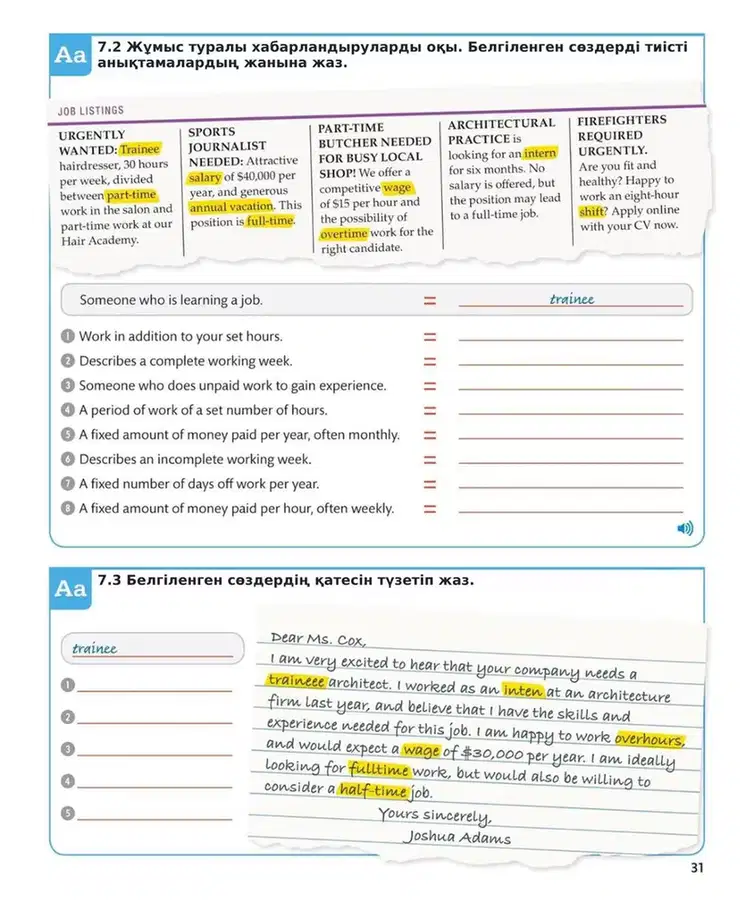 Aa
7.2 Жұмыс туралы хабарландыруларды оқы. Белгіленген сөздерді тиісті
анықтамалардың жанына жаз.
JOB LISTINGS
URGENTLY
WANTED: Trainee
hairdresser, 30 hours
per week, divided
between part-time
work in the salon and
part-time work at our
Hair Academy.
SPORTS
JOURNALIST
NEEDED: Attractive
salary of $40,000 per
year, and generous
annual vacation. This
position is full-time.
PART-TIME
BUTCHER NEEDED
FOR BUSY LOCAL
SHOP! We offer a
competitive wage
of $15 per hour and
the possibility of
overtime work for the
right candidate.
ARCHITECTURAL
PRACTICE is
looking for an intern
for six months. No
salary is offered, but
the position may lead
to a full-time job.
FIREFIGHTERS
REQUIRED
URGENTLY.
Are you fit and
healthy? Happy to
work an eight-hour
shift? Apply online
with your CV now.
Someone who is learning a job. = trainee
1 Work in addition to your set hours. =
2 Describes a complete working week. =
3 Someone who does unpaid work to gain experience. =
4 A period of work of a set number of hours. =
5 A fixed amount of money paid per year, often monthly. =
6 Describes an incomplete working week. =
7 A fixed number of days off work per year. =
8 A fixed amount of money paid per hour, often weekly. =
Aa
7.3 Белгіленген сөздердің қатесін түзетіп жаз.
trainee
1
2
3
4
5
Dear Ms. Cox,
I am very excited to hear that your company needs a
traineee architect. I worked as an inten at an architecture
firm last year, and believe that I have the skills and
experience needed for this job. I am happy to work overhours,
and would expect a wage of $30,000 per year. I am ideally
looking for fulltime work, but would also be willing to
consider a half-time job.
Yours sincerely,
Joshua Adams
31